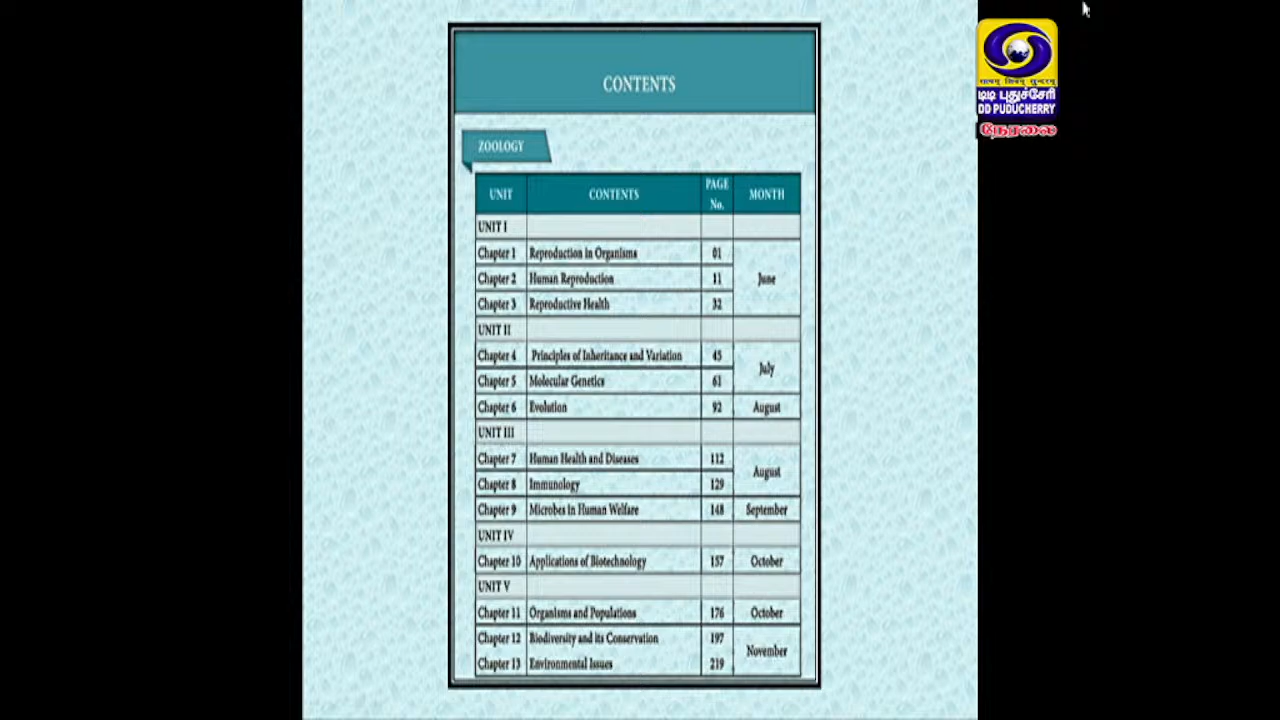 CONTENTS
ZOOLOGY
UNIT CONTENTS PAGE No. MONTH
UNIT I
Chapter 1 Reproduction in Organisms 01 June
Chapter 2 Human Reproduction 11
Chapter 3 Reproductive Health 32
UNIT II
Chapter 4 Principles of Inheritance and Variation 45 July
Chapter 5 Molecular Genetics 61
Chapter 6 Evolution 92 August
UNIT III
Chapter 7 Human Health and Diseases 112 August
Chapter 8 Immunology 129
Chapter 9 Microbes in Human Welfare 148 September
UNIT IV
Chapter 10 Applications of Biotechnology 157 October
UNIT V
Chapter 11 Organisms and Populations 176 October
Chapter 12 Biodiversity and its Conservation 197 November
Chapter 13 Environmental Issues 219
டிடி புதுச்சேரி
DD PUDUCHERRY
நேரலை